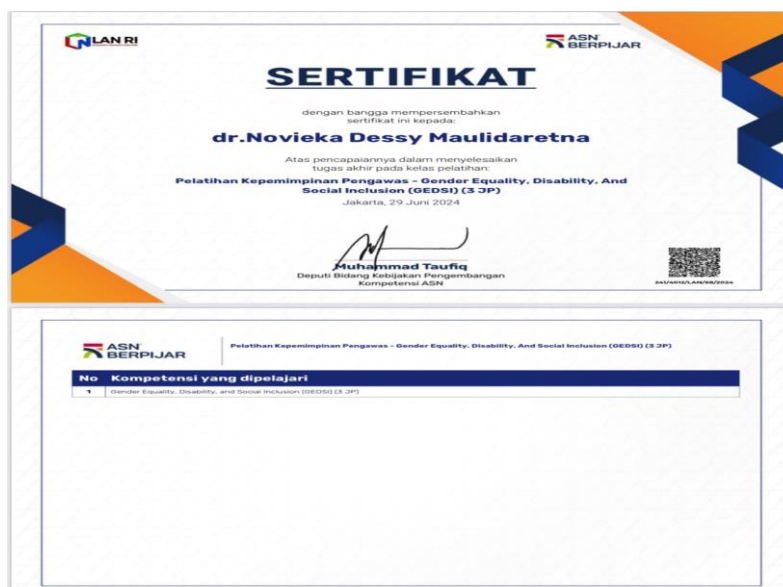 LAN RI
ASN
BERPIJAR
SERTIFIKAT
dengan bangga mempersembahkan
sertifikat ini kepada:
dr.Novieka Dessy Maulidaretna
Atas pencapaiannya dalam menyelesaikan
tugas akhir pada kelas pelatihan:
Pelatihan Kepemimpinan Pengawas - Gender Equality, Disability, And
Social Inclusion (GEDSI) (3 JP)
Jakarta, 29 Juni 2024
Muhammad Taufiq
Deputi Bidang Kebijakan Pengembangan
Kompetensi ASN
ASN
BERPIJAR
Pelatihan Kepemimpinan Pengawas - Gender Equality, Disability, And Social Inclusion (GEDSI) (3 JP)
No Kompetensi yang dipelajari
1 Gender Equality, Disability, and Social Inclusion (GEDSI) (3 JP)